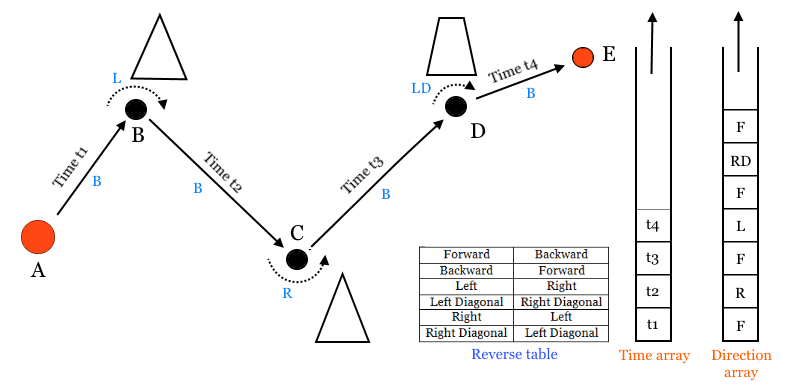 L
B
Time t1
B
A
Time t2
B
C
R
Time t3
B
LD
D
Time t4
B
E
Forward Backward
Backward Forward
Left Right
Left Diagonal Right Diagonal
Right Left
Right Diagonal Left Diagonal
Reverse table
t4
t3
t2
t1
Time array
F
RD
F
L
F
R
F
Direction
array